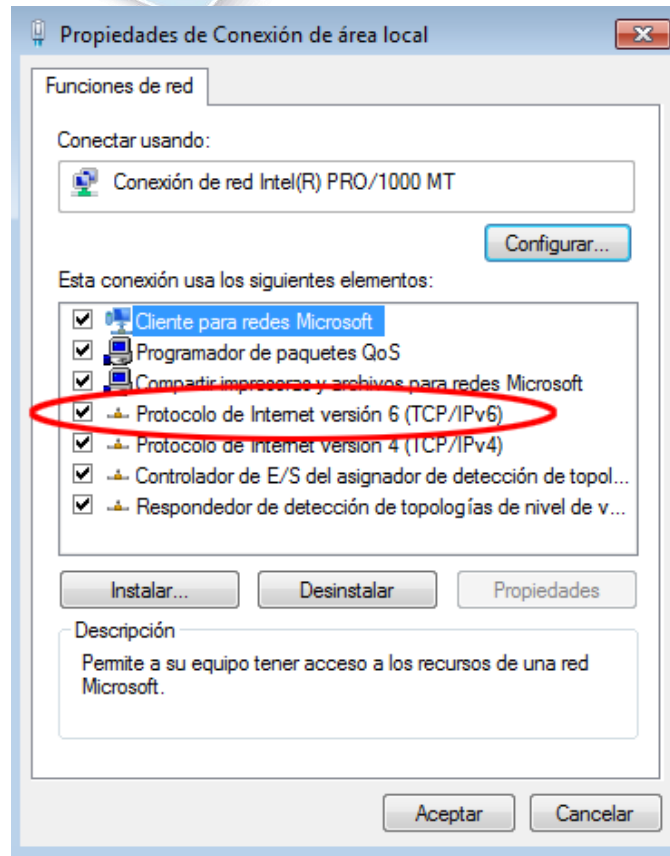 Propiedades de Conexión de área local
Funciones de red
Conectar usando:
Conexión de red Intel(R) PRO/1000 MT
Configurar...
Esta conexión usa los siguientes elementos:
Cliente para redes Microsoft
Programador de paquetes QoS
Compartir impresoras y archivos para redes Microsoft
Protocolo de Internet versión 6 (TCP/IPv6)
Protocolo de Internet versión 4 (TCP/IPv4)
Controlador de E/S del asignador de detección de topol...
Respondedor de detección de topologías de nivel de v...
Instalar... Desinstalar Propiedades
Descripción
Permite a su equipo tener acceso a los recursos de una red
Microsoft.
Aceptar Cancelar